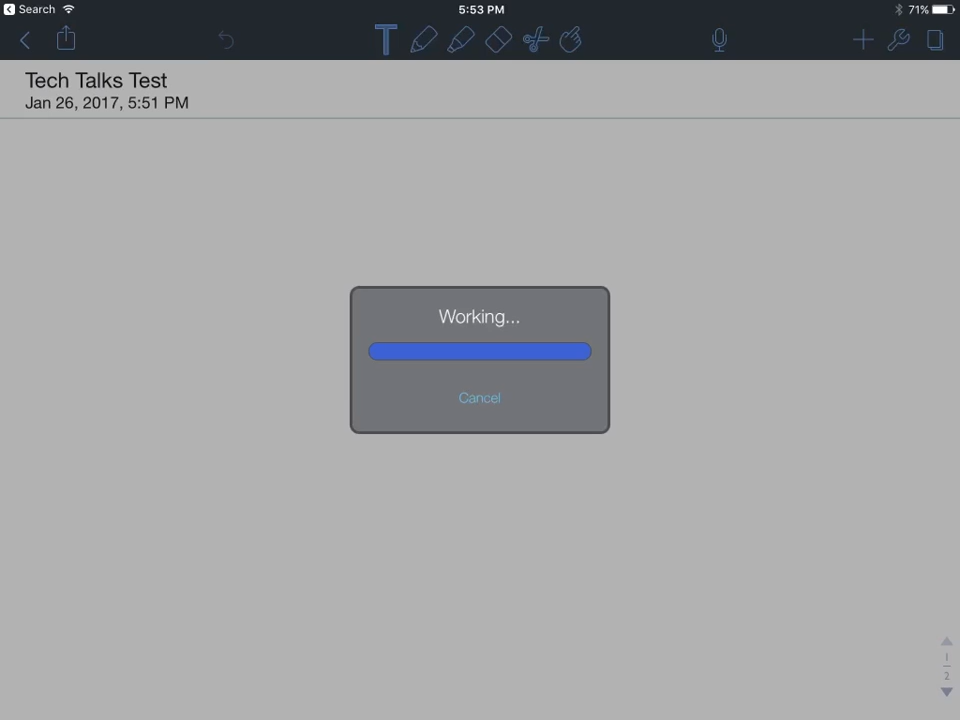 Search
5:53 PM
71%
T
Tech Talks Test
Jan 26, 2017, 5:51 PM
Working...
Cancel
1
2